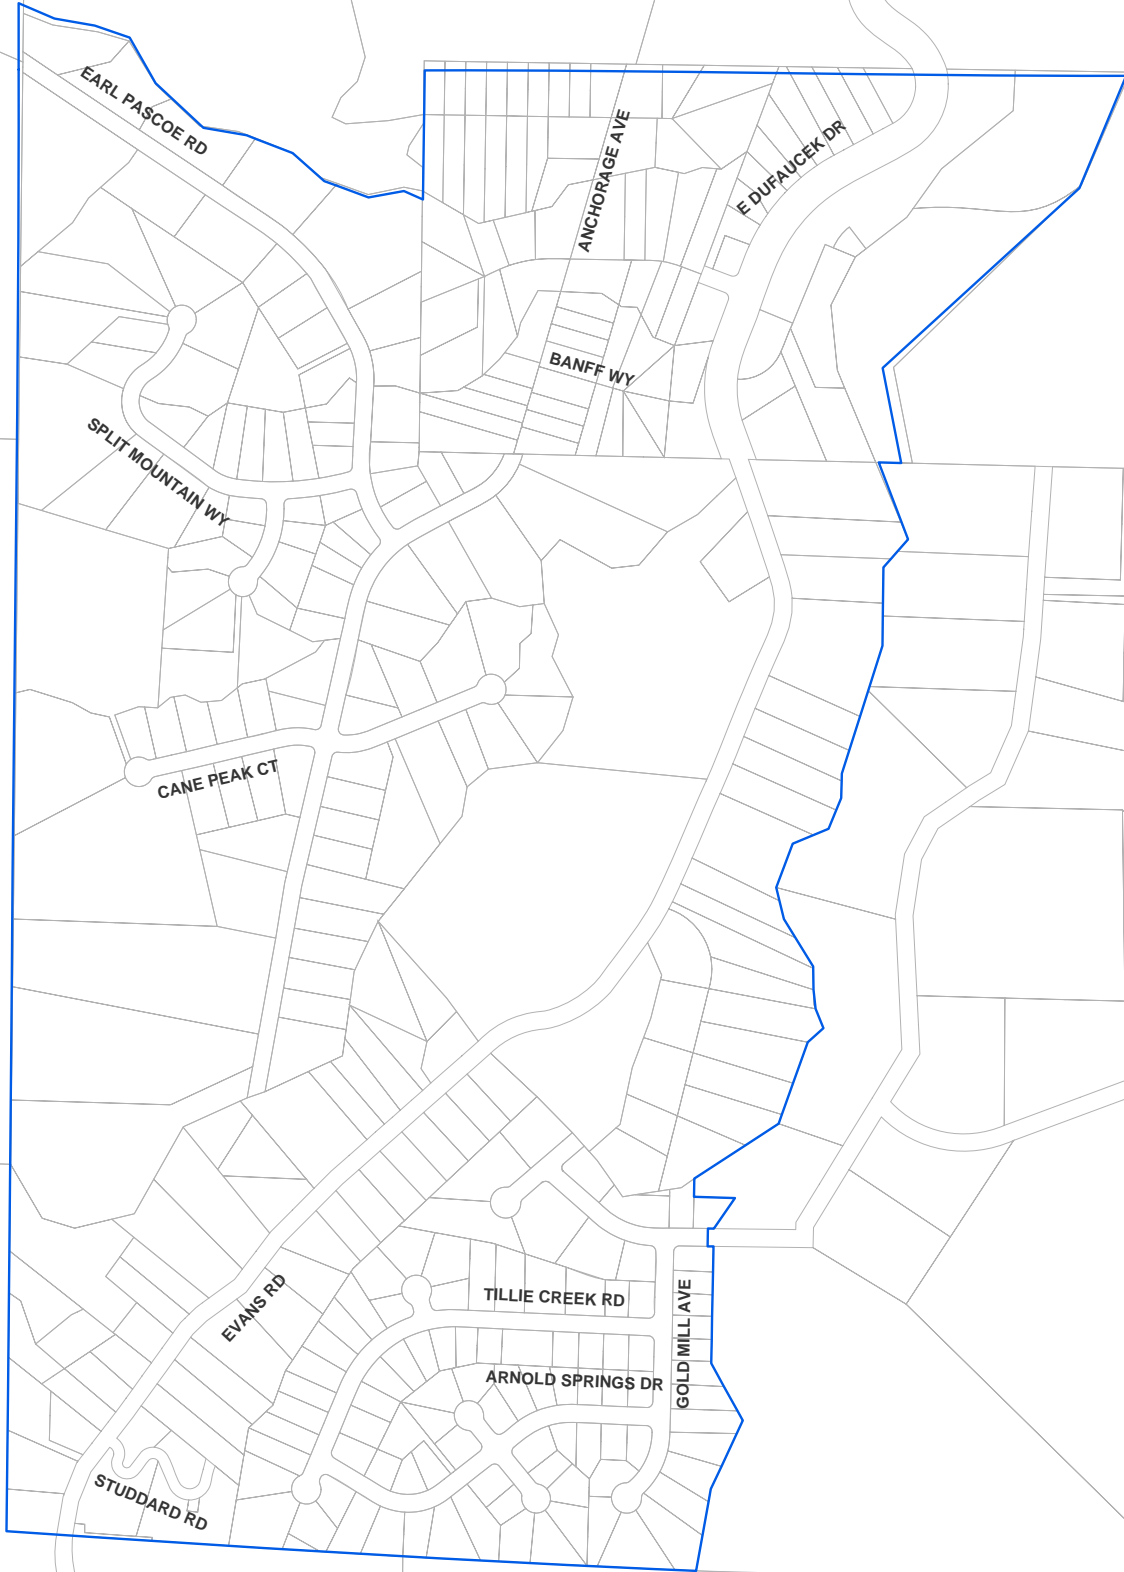 EARL PASCOE RD
ANCHORAGE AVE
E DUFAUCEK DR
BANFF WY
SPLIT MOUNTAIN WY
CANE PEAK CT
EVANS RD
TILLIE CREEK RD
GOLD MILL AVE
ARNOLD SPRINGS DR
STUDDARD RD